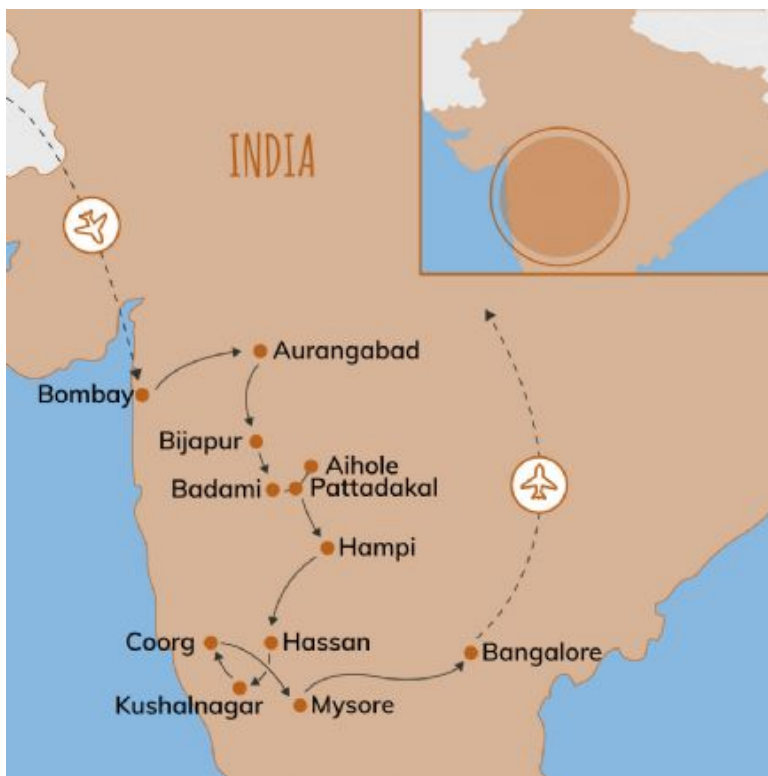 INDIA
Aurangabad
Bombay
Bijapur
Aihole
Badami
Pattadakal
Hampi
Coorg
Hassan
Bangalore
Kushalnagar
Mysore